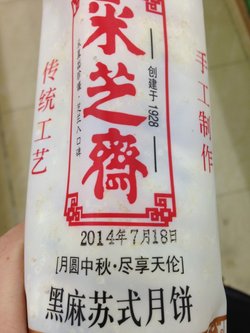 采芝斋
创建于1928
手工制作
传统工艺
2014年7月18日
[月圆中秋·尽享天伦]
黑麻苏式月饼